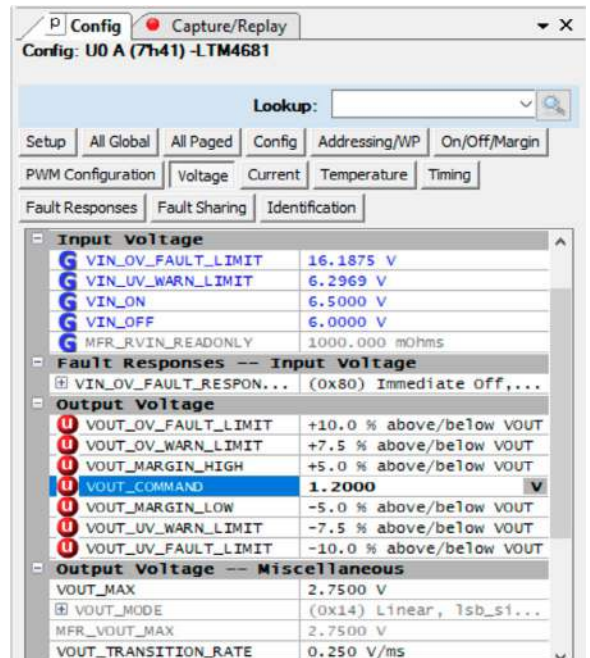 Config Capture/Replay
Config: U0 A (7h41) -LTM4681
Lookup:
Setup All Global All Paged Config Addressing/WP On/Off/Margin
PWM Configuration Voltage Current Temperature Timing
Fault Responses Fault Sharing Identification
Input Voltage
G VIN_OV_FAULT_LIMIT 16.1875 V
G VIN_UV_WARN_LIMIT 6.2969 V
G VIN_ON 6.5000 V
G VIN_OFF 6.0000 V
G MFR_RVIN_READONLY 1000.000 mOhms
Fault Responses -- Input Voltage
VIN_OV_FAULT_RESPON... (0x80) Immediate Off,...
Output Voltage
U VOUT_OV_FAULT_LIMIT +10.0 % above/below VOUT
U VOUT_OV_WARN_LIMIT +7.5 % above/below VOUT
U VOUT_MARGIN_HIGH +5.0 % above/below VOUT
U VOUT_COMMAND 1.2000 V
U VOUT_MARGIN_LOW -5.0 % above/below VOUT
U VOUT_UV_WARN_LIMIT -7.5 % above/below VOUT
U VOUT_UV_FAULT_LIMIT -10.0 % above/below VOUT
Output Voltage -- Miscellaneous
VOUT_MAX 2.7500 V
VOUT_MODE (0x14) Linear, lsb_si...
MFR_VOUT_MAX 2.7500 V
VOUT_TRANSITION_RATE 0.250 V/ms